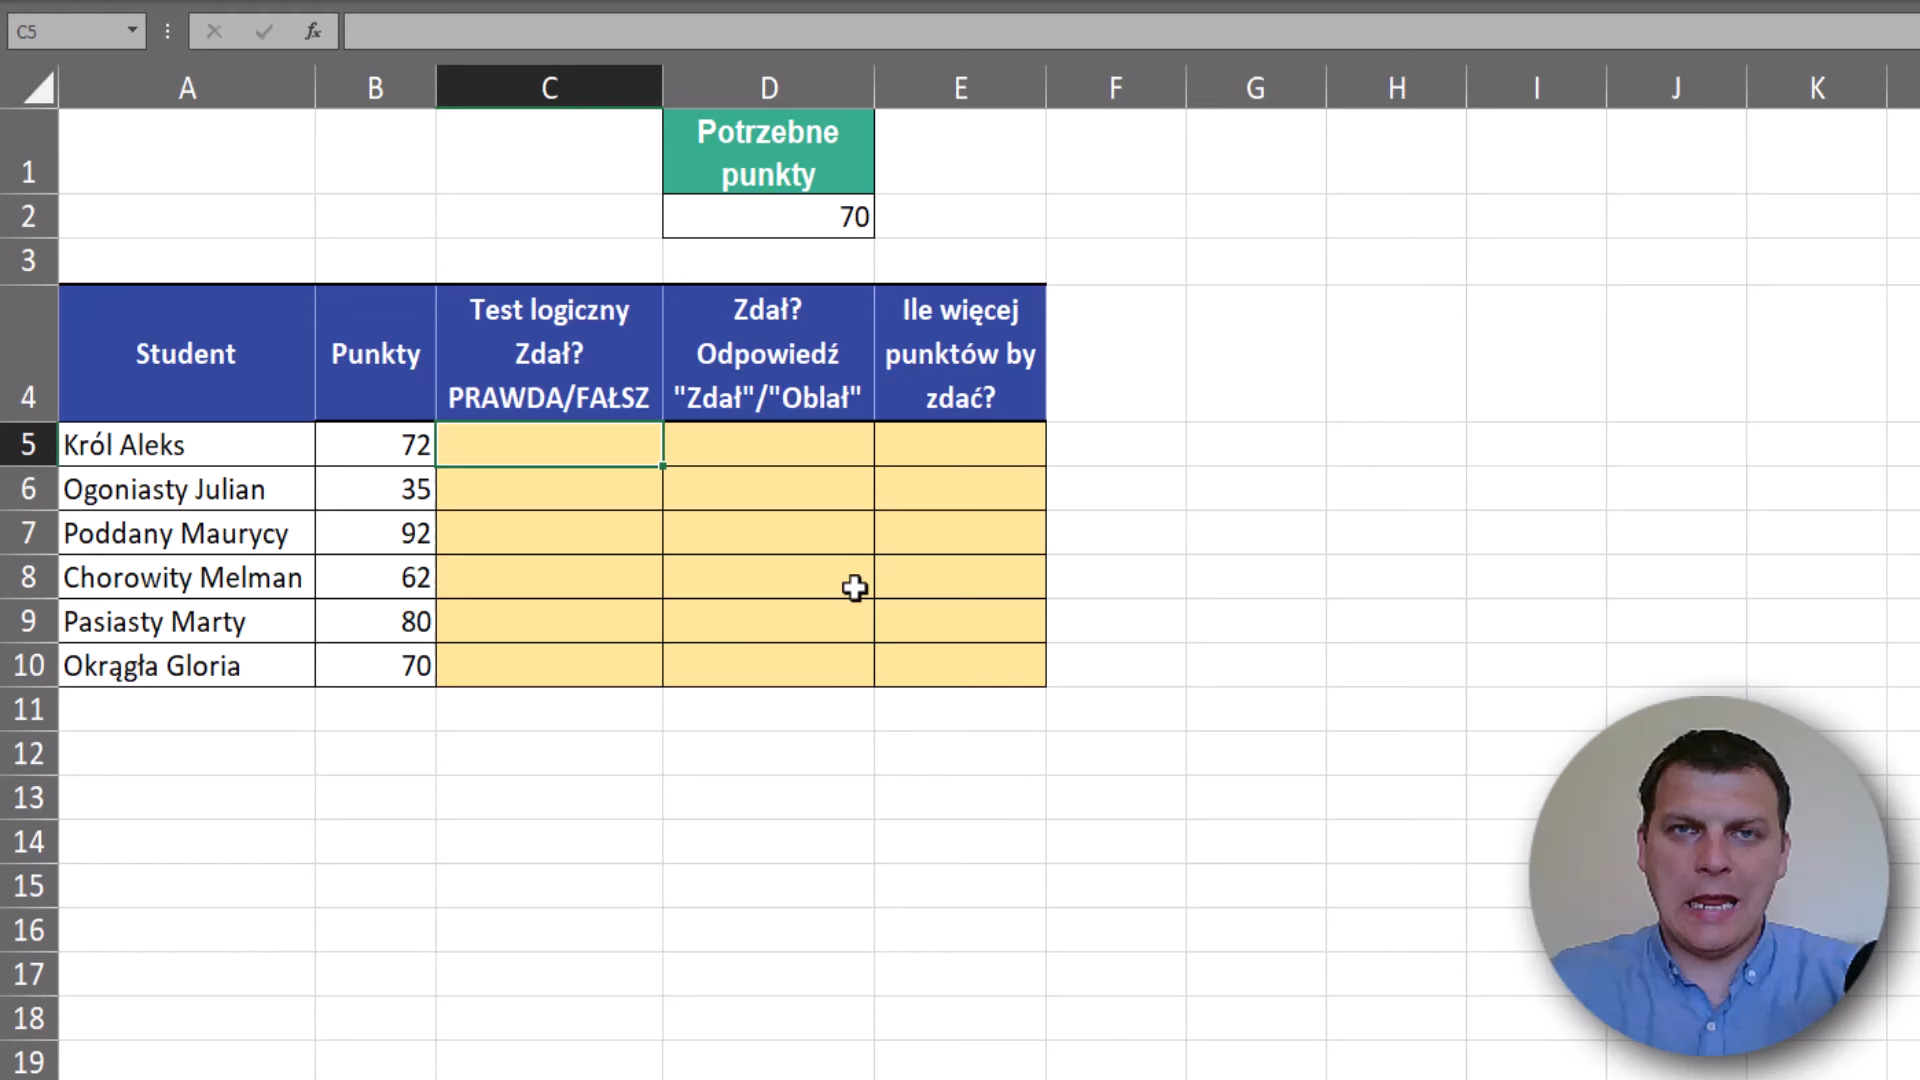 C5
fx
A B C D E F G H I J K
1 Potrzebne
punkty
2 70
3
4 Student Punkty Test logiczny
Zdał?
PRAWDA/FAŁSZ
Zdał?
Odpowiedź
"Zdał"/"Oblał"
Ile więcej
punktów by
zdać?
5 Król Aleks 72
6 Ogoniasty Julian 35
7 Poddany Maurycy 92
8 Chorowity Melman 62
9 Pasiasty Marty 80
10 Okrągła Gloria 70
11
12
13
14
15
16
17
18
19